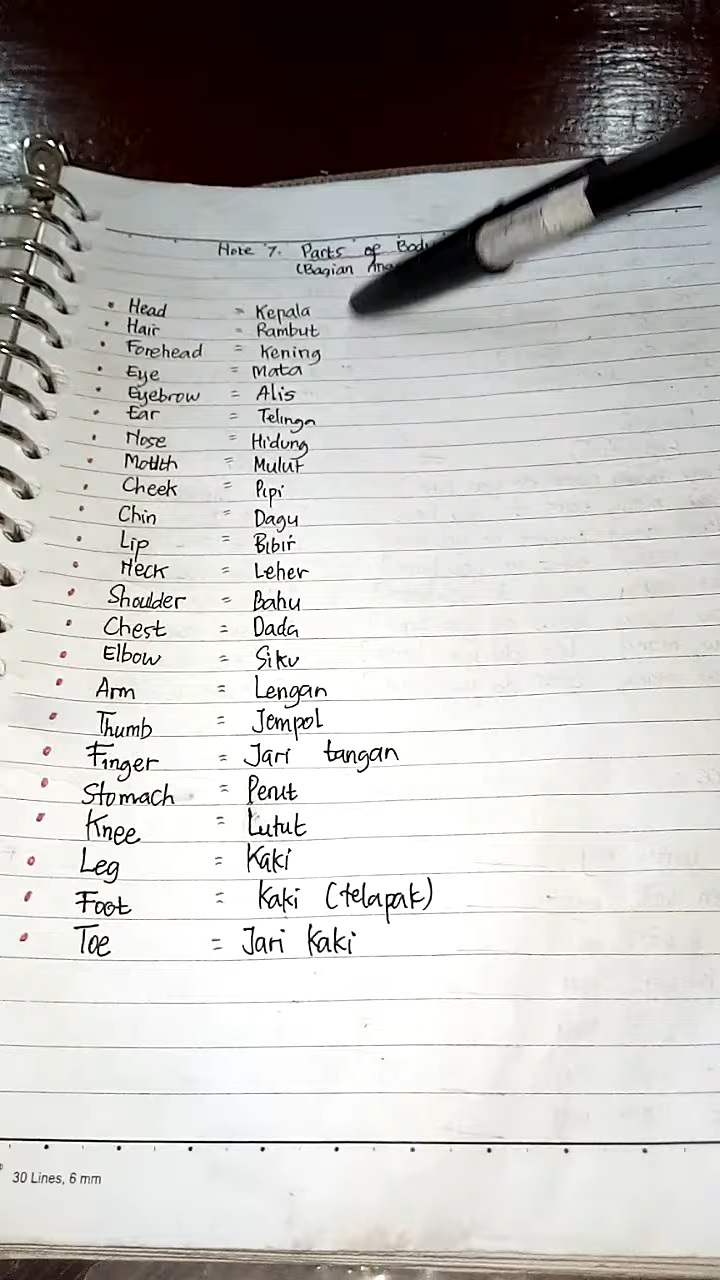 Note 7. Parts of Bod
(Bagian Ang
• Head = Kepala
• Hair = Rambut
• Forehead = Kening
• Eye = Mata
• Eyebrow = Alis
• Ear = Telinga
• Nose = Hidung
• Mouth = Mulut
• Cheek = Pipi
• Chin = Dagu
• Lip = Bibir
• Neck = Leher
• Shoulder = Bahu
• Chest = Dada
• Elbow = Siku
• Arm = Lengan
• Thumb = Jempol
• Finger = Jari tangan
• Stomach = Perut
• Knee = Lutut
• Leg = Kaki
• Foot = Kaki (telapak)
• Toe = Jari kaki
30 Lines, 6 mm